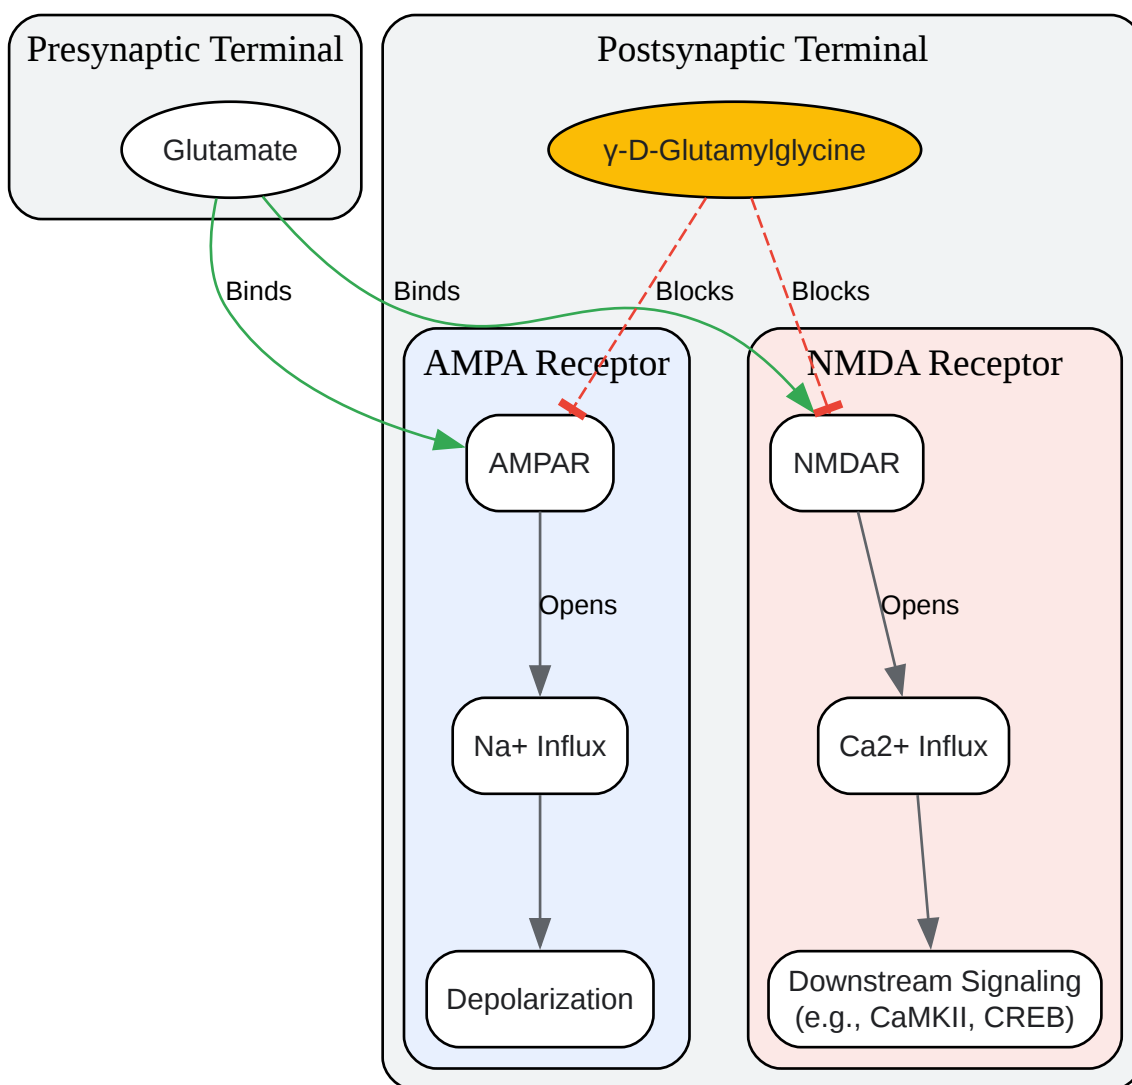 Presynaptic Terminal
Postsynaptic Terminal
Glutamate
γ-D-Glutamylglycine
Binds
Binds
Blocks
Blocks
AMPA Receptor
NMDA Receptor
AMPAR
NMDAR
Opens
Opens
Na+ Influx
Ca2+ Influx
Depolarization
Downstream Signaling
(e.g., CaMKII, CREB)